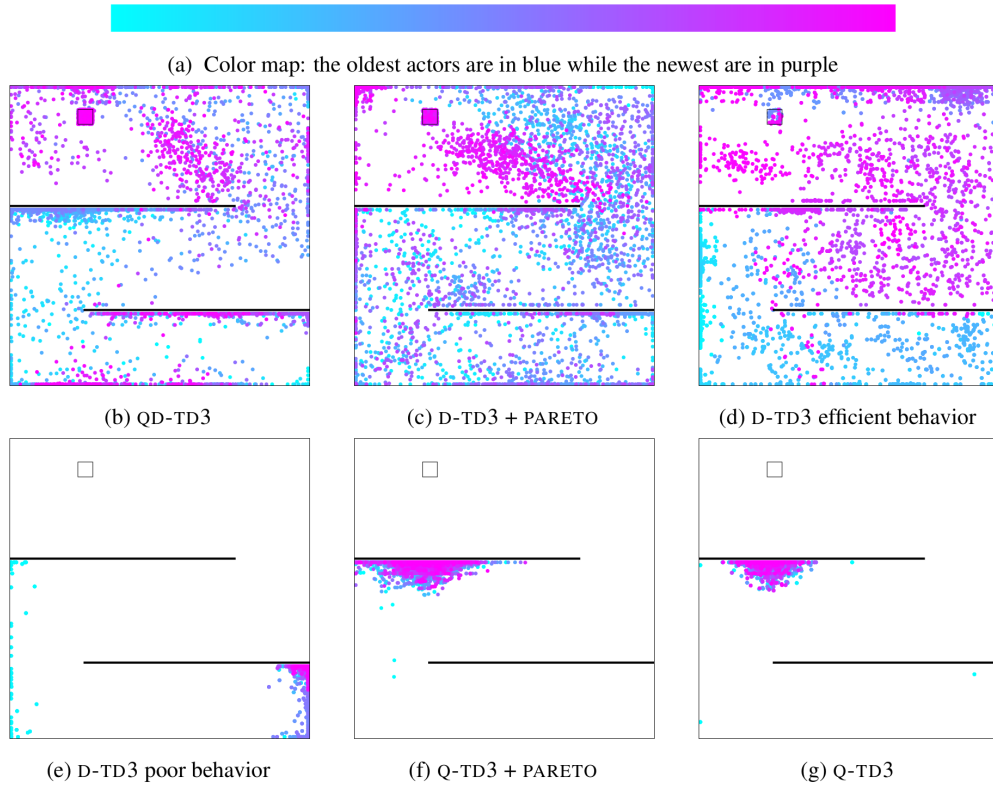 (a) Color map: the oldest actors are in blue while the newest are in purple
(b) QD-TD3
(c) D-TD3 + PARETO
(d) D-TD3 efficient behavior
(e) D-TD3 poor behavior
(f) Q-TD3 + PARETO
(g) Q-TD3